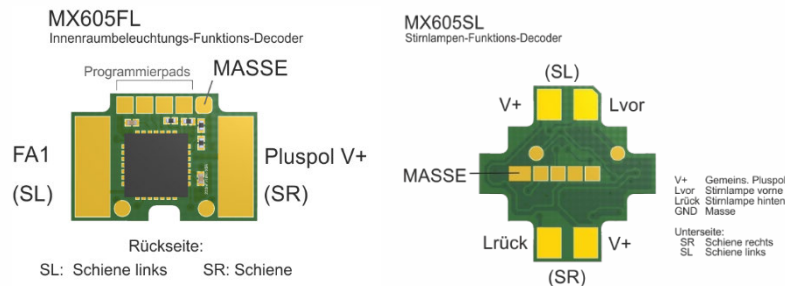 MX605FL
Innenraumbeleuchtungs-Funktions-Decoder
Programmierpads
MASSE
FA1
(SL)
Pluspol V+
(SR)
Rückseite:
SL: Schiene links SR: Schiene
MX605SL
Stirnlampen-Funktions-Decoder
(SL)
V+
Lvor
MASSE
Lrück
V+
(SR)
V+ Gemeins. Pluspol
Lvor Stirnlampe vorne
Lrück Stirnlampe hinten
GND Masse
Unterseite:
SR Schiene rechts
SL Schiene links